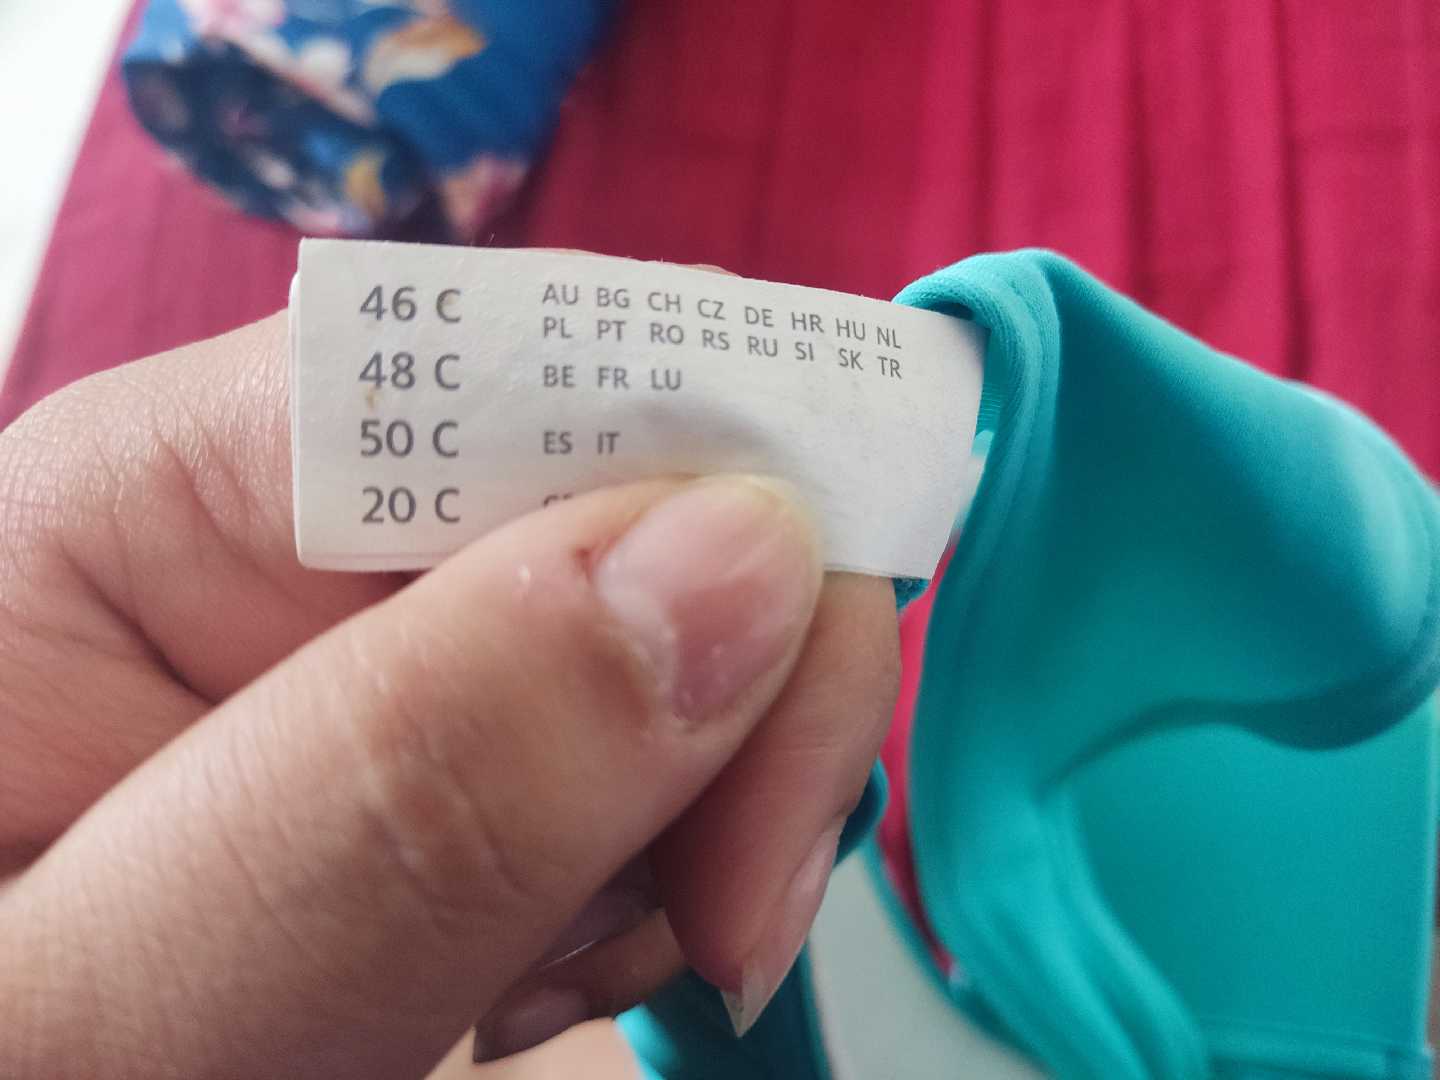 46 C AU BG CH CZ DE HR HU NL
PL PT RO RS RU SI SK TR
48 C BE FR LU
50 C ES IT
20 C